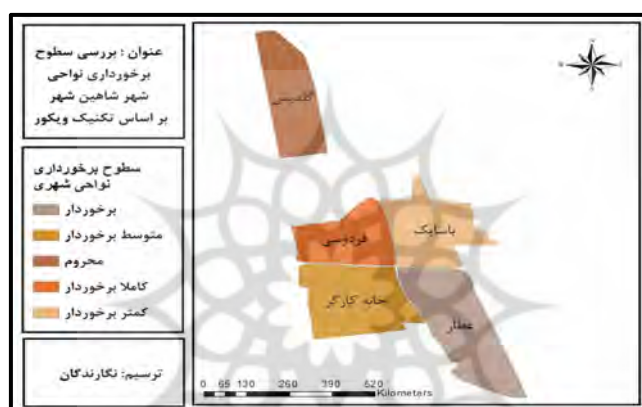 عنوان : بررسی سطوح
برخورداری نواحی
شهر شاهین شهر
بر اساس تکنیک ویکور
سطوح برخورداری
نواحی شهری
برخوردار
متوسط برخوردار
محروم
کاملا برخوردار
کمتر برخوردار
ترسیم: نگارندگان
گلدیس
فردوسی
باسایک
خانه کارگر
عطار
N
0 65 130 260 390 520
Kilometers